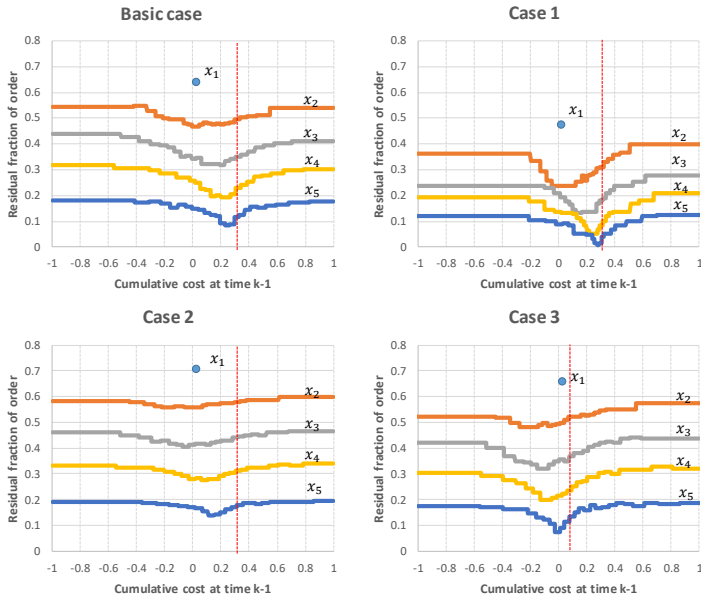 Basic case
0.8
0.7
0.6
0.5
0.4
0.3
0.2
0.1
0
Residual fraction of order
x₁
x₂
x₃
x₄
x₅
-1 -0.8 -0.6 -0.4 -0.2 0 0.2 0.4 0.6 0.8 1
Cumulative cost at time k-1
Case 1
0.8
0.7
0.6
0.5
0.4
0.3
0.2
0.1
0
Residual fraction of order
x₁
x₂
x₃
x₄
x₅
-1 -0.8 -0.6 -0.4 -0.2 0 0.2 0.4 0.6 0.8 1
Cumulative cost at time k-1
Case 2
0.8
0.7
0.6
0.5
0.4
0.3
0.2
0.1
0
Residual fraction of order
x₁
x₂
x₃
x₄
x₅
-1 -0.8 -0.6 -0.4 -0.2 0 0.2 0.4 0.6 0.8 1
Cumulative cost at time k-1
Case 3
0.8
0.7
0.6
0.5
0.4
0.3
0.2
0.1
0
Residual fraction of order
x₁
x₂
x₃
x₄
x₅
-1 -0.8 -0.6 -0.4 -0.2 0 0.2 0.4 0.6 0.8 1
Cumulative cost at time k-1